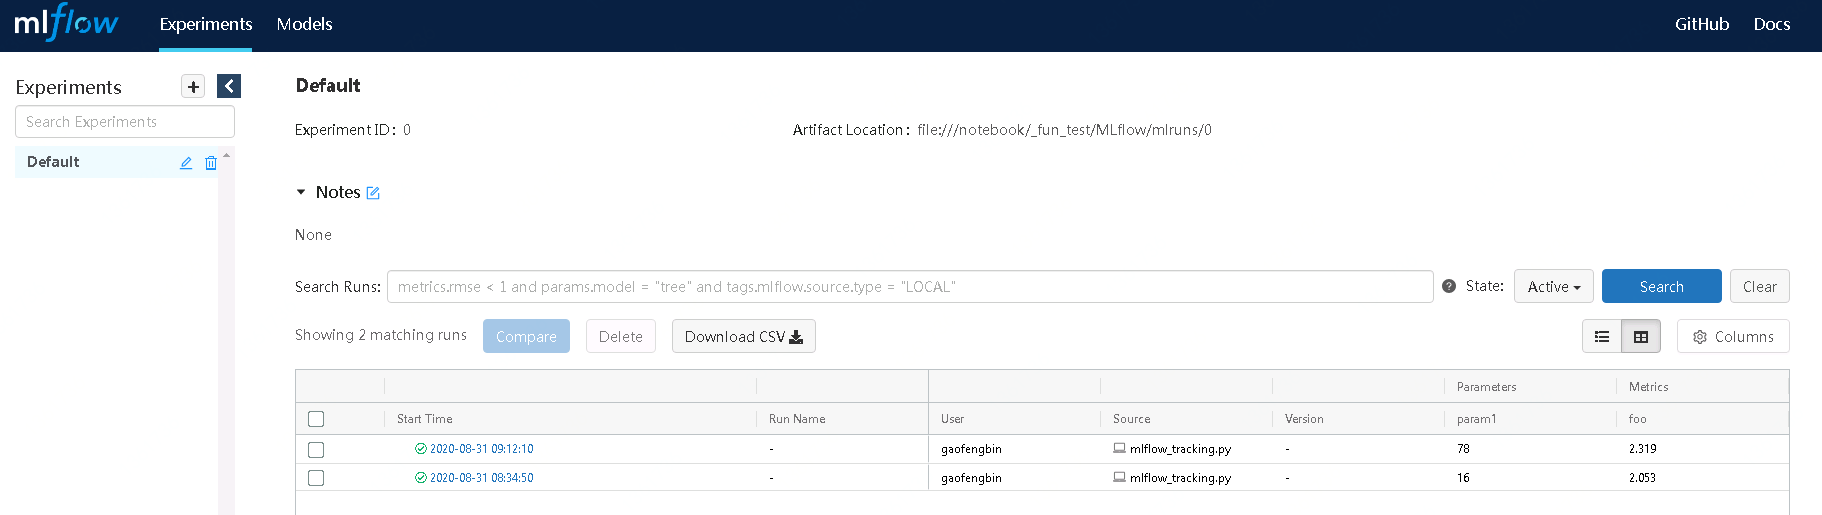 mlflow Experiments Models GitHub Docs
Experiments
Search Experiments
Default
Default
Experiment ID: 0 Artifact Location: file:///notebook/_fun_test/MLflow/mlruns/0
Notes
None
Search Runs: metrics.rmse < 1 and params.model = "tree" and tags.mlflow.source.type = "LOCAL" State: Active Search Clear
Showing 2 matching runs Compare Delete Download CSV Columns
Parameters Metrics
Start Time Run Name User Source Version param1 foo
2020-08-31 09:12:10 - gaofengbin mlflow_tracking.py - 78 2.319
2020-08-31 08:34:50 - gaofengbin mlflow_tracking.py - 16 2.053